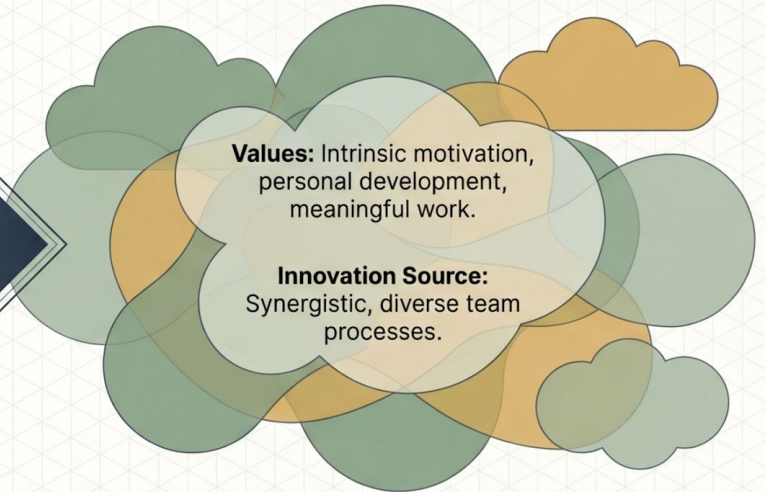 Values: Intrinsic motivation,
personal development,
meaningful work.
Innovation Source:
Synergistic, diverse team
processes.